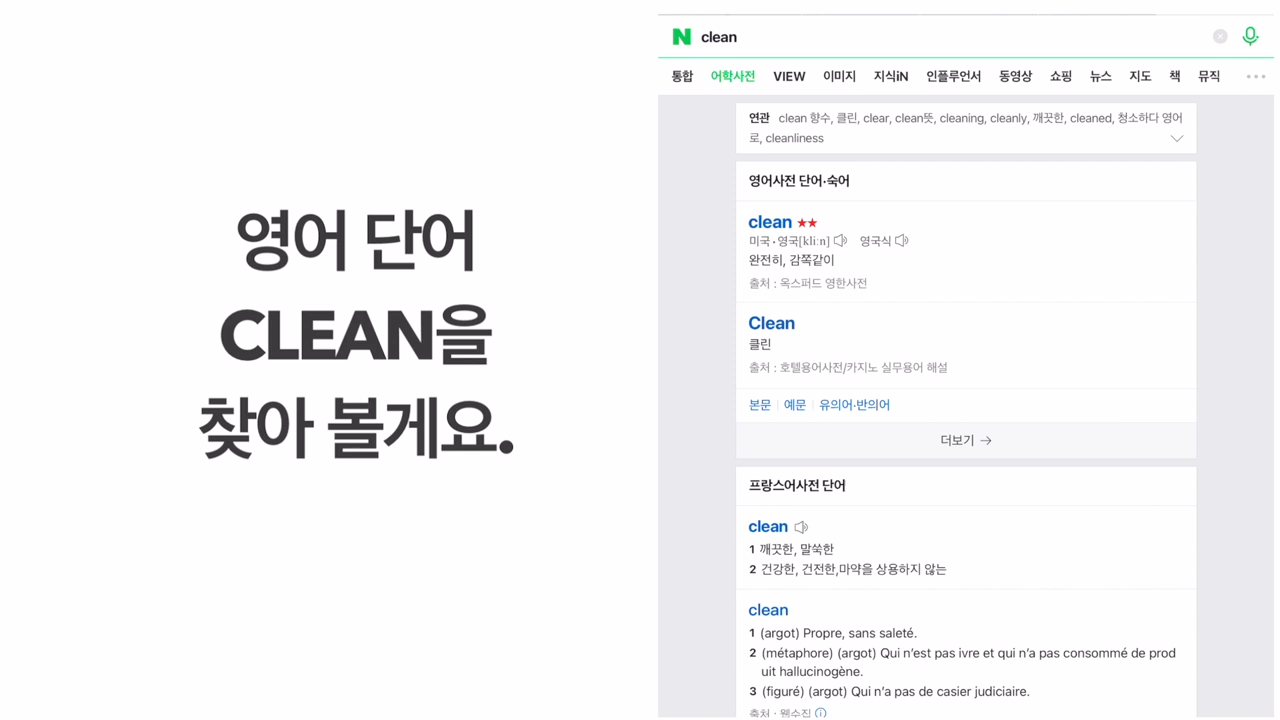 영어 단어
CLEAN을
찾아 볼게요.
N clean
통합 어학사전 VIEW 이미지 지식iN 인플루언서 동영상 쇼핑 뉴스 지도 책 뮤직
연관 clean 향수, 클린, clear, clean뜻, cleaning, cleanly, 깨끗한, cleaned, 청소하다 영어
로, cleanliness
영어사전 단어·숙어
clean ★★
미국·영국[kli:n] 영국식
완전히, 감쪽같이
출처 : 옥스퍼드 영한사전
Clean
클린
출처 : 호텔용어사전/카지노 실무용어 해설
본문 예문 유의어·반의어
더보기 →
프랑스어사전 단어
clean
1 깨끗한, 말쑥한
2 건강한, 건전한,마약을 상용하지 않는
clean
1 (argot) Propre, sans saleté.
2 (métaphore) (argot) Qui n’est pas ivre et qui n’a pas consommé de prod
uit hallucinogène.
3 (figuré) (argot) Qui n’a pas de casier judiciaire.
출처 : 웹수집